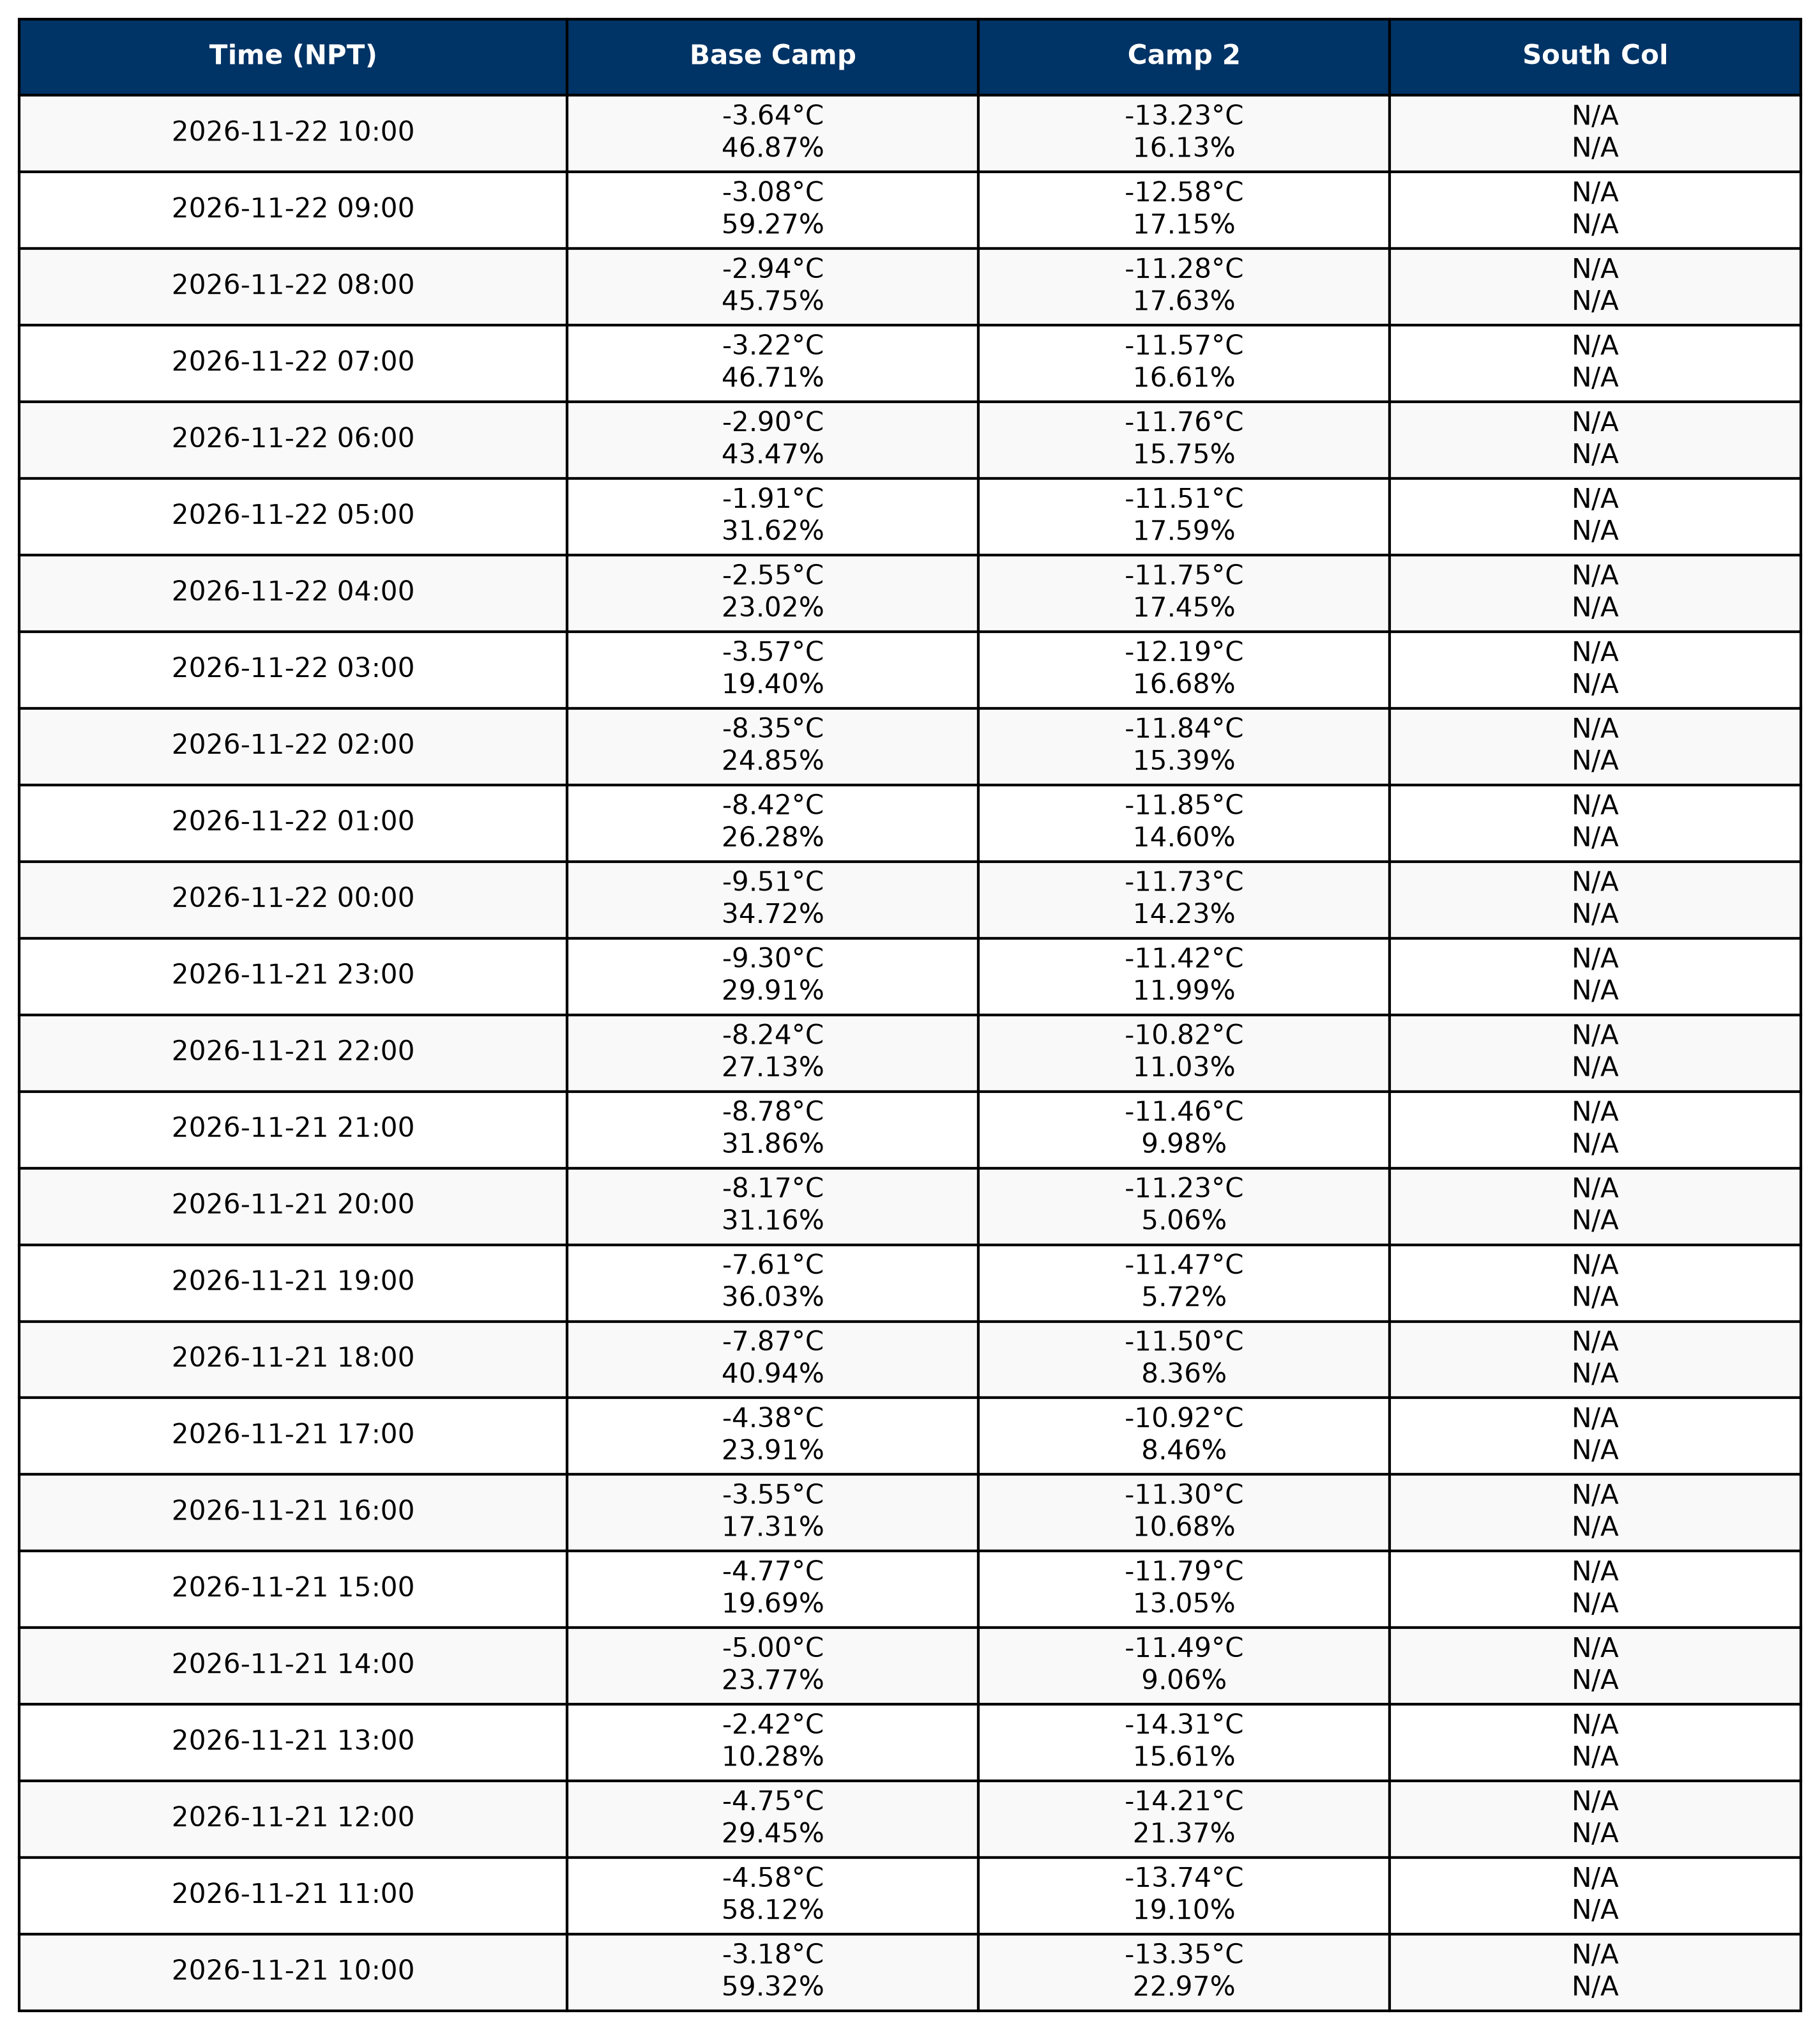 Time (NPT) Base Camp Camp 2 South Col
2026-11-22 10:00 -3.64°C -13.23°C N/A
46.87% 16.13% N/A
2026-11-22 09:00 -3.08°C -12.58°C N/A
59.27% 17.15% N/A
2026-11-22 08:00 -2.94°C -11.28°C N/A
45.75% 17.63% N/A
2026-11-22 07:00 -3.22°C -11.57°C N/A
46.71% 16.61% N/A
2026-11-22 06:00 -2.90°C -11.76°C N/A
43.47% 15.75% N/A
2026-11-22 05:00 -1.91°C -11.51°C N/A
31.62% 17.59% N/A
2026-11-22 04:00 -2.55°C -11.75°C N/A
23.02% 17.45% N/A
2026-11-22 03:00 -3.57°C -12.19°C N/A
19.40% 16.68% N/A
2026-11-22 02:00 -8.35°C -11.84°C N/A
24.85% 15.39% N/A
2026-11-22 01:00 -8.42°C -11.85°C N/A
26.28% 14.60% N/A
2026-11-22 00:00 -9.51°C -11.73°C N/A
34.72% 14.23% N/A
2026-11-21 23:00 -9.30°C -11.42°C N/A
29.91% 11.99% N/A
2026-11-21 22:00 -8.24°C -10.82°C N/A
27.13% 11.03% N/A
2026-11-21 21:00 -8.78°C -11.46°C N/A
31.86% 9.98% N/A
2026-11-21 20:00 -8.17°C -11.23°C N/A
31.16% 5.06% N/A
2026-11-21 19:00 -7.61°C -11.47°C N/A
36.03% 5.72% N/A
2026-11-21 18:00 -7.87°C -11.50°C N/A
40.94% 8.36% N/A
2026-11-21 17:00 -4.38°C -10.92°C N/A
23.91% 8.46% N/A
2026-11-21 16:00 -3.55°C -11.30°C N/A
17.31% 10.68% N/A
2026-11-21 15:00 -4.77°C -11.79°C N/A
19.69% 13.05% N/A
2026-11-21 14:00 -5.00°C -11.49°C N/A
23.77% 9.06% N/A
2026-11-21 13:00 -2.42°C -14.31°C N/A
10.28% 15.61% N/A
2026-11-21 12:00 -4.75°C -14.21°C N/A
29.45% 21.37% N/A
2026-11-21 11:00 -4.58°C -13.74°C N/A
58.12% 19.10% N/A
2026-11-21 10:00 -3.18°C -13.35°C N/A
59.32% 22.97% N/A